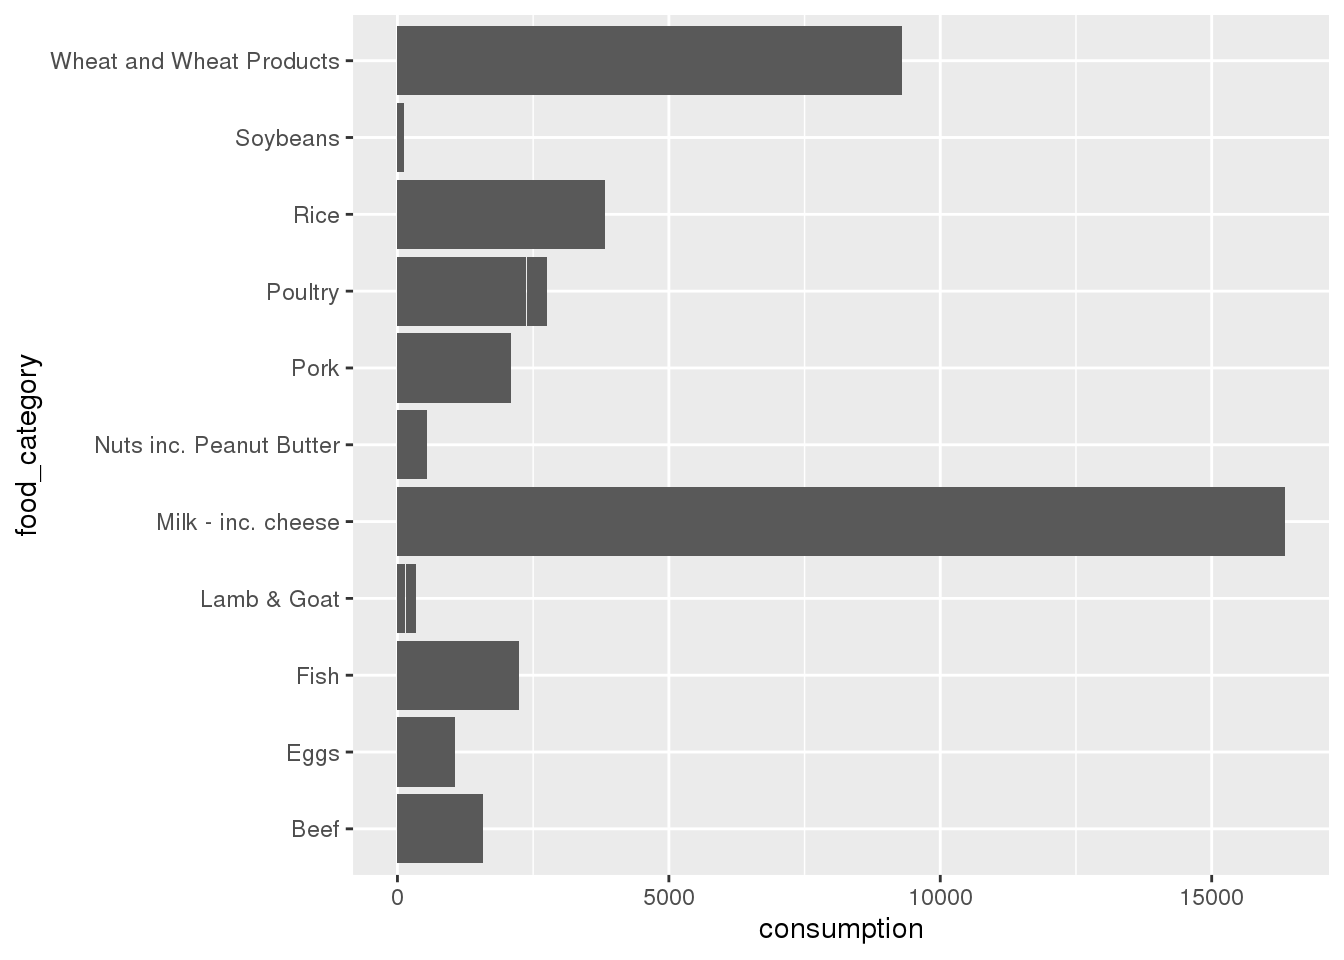 Wheat and Wheat Products
Soybeans
Rice
Poultry
Pork
Nuts inc. Peanut Butter
Milk - inc. cheese
Lamb & Goat
Fish
Eggs
Beef
food_category
0 5000 10000 15000
consumption